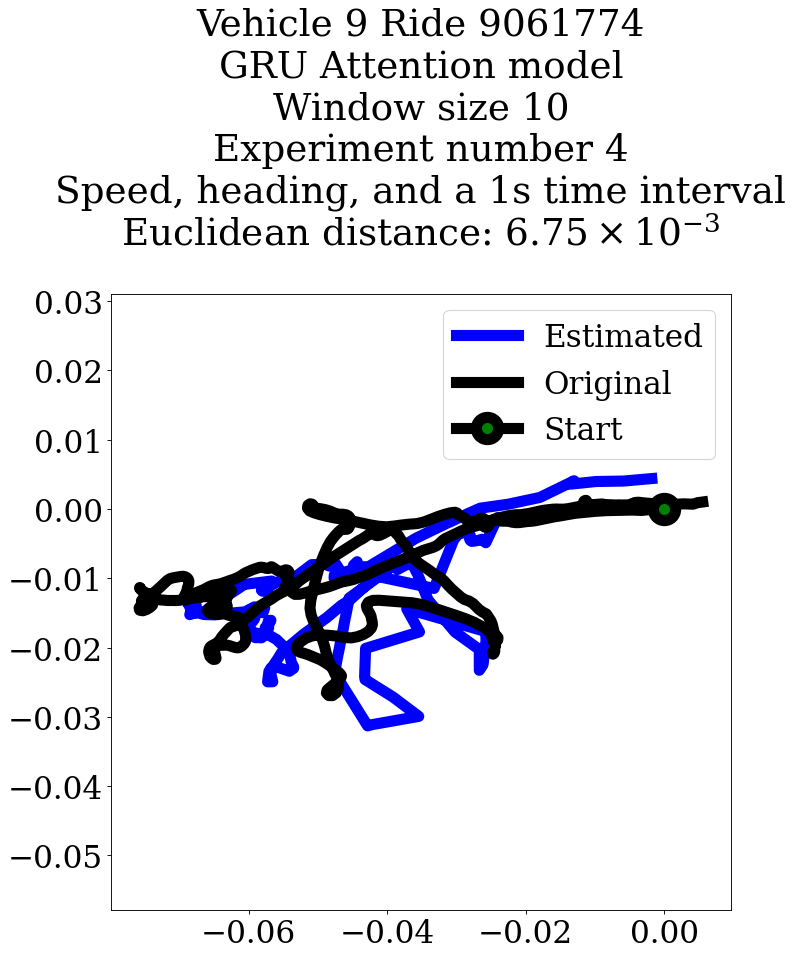 Vehicle 9 Ride 9061774
GRU Attention model
Window size 10
Experiment number 4
Speed, heading, and a 1s time interval
Euclidean distance: 6.75 × 10⁻³
0.03
0.02
0.01
0.00
−0.01
−0.02
−0.03
−0.04
−0.05
Estimated
Original
Start
−0.06
−0.04
−0.02
0.00